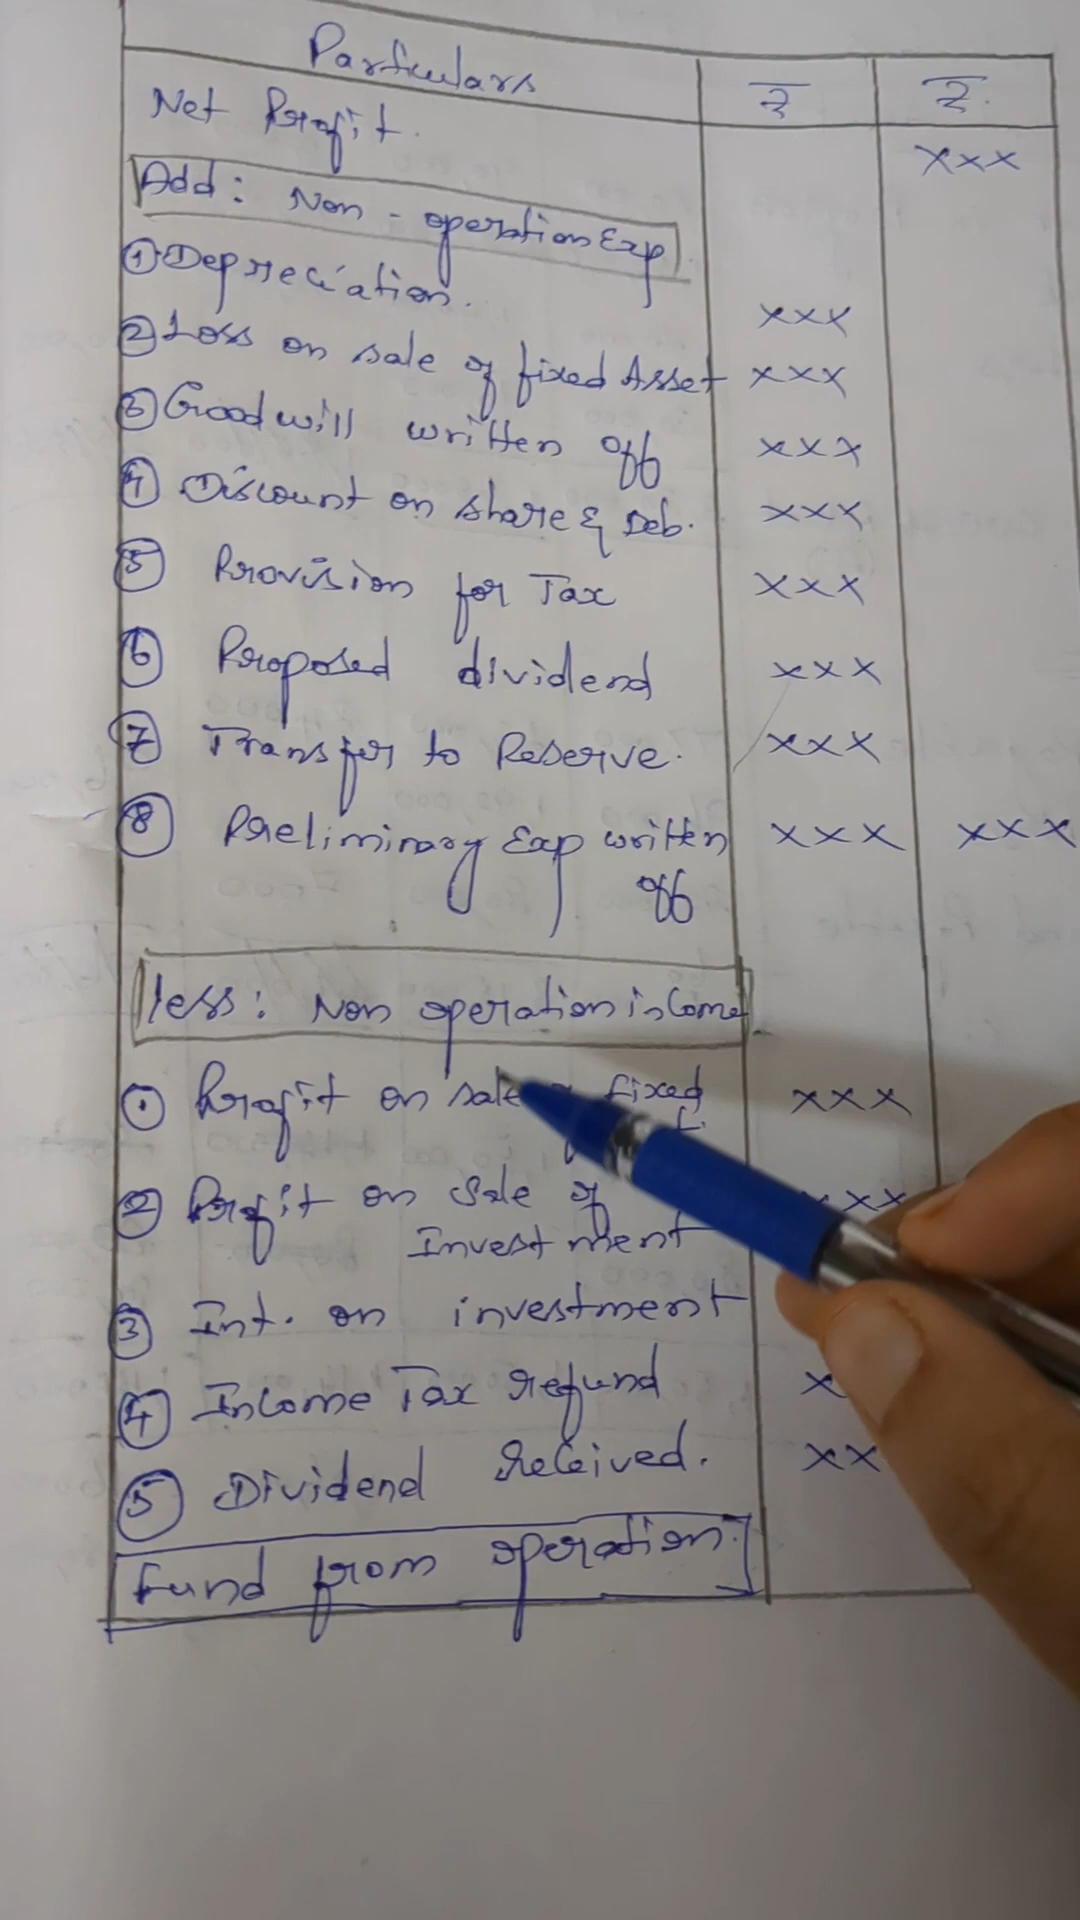 Particulars ₹ ₹.
Net Profit. xxx
Add: Non - operation Exp
① Depreciation. xxx
② Loss on sale of fixed Asset xxx
③ Goodwill written off xxx
④ Discount on share & Deb. xxx
⑤ Provision for Tax xxx
⑥ Proposed dividend xxx
⑦ Transfer to Reserve. xxx
⑧ Preliminary Exp written xxx xxx
off
less: Non operation income
① Profit on sale fixed xxx
② Profit on sale of xx
Investment
③ Int. on investment
④ Income Tax refund x
⑤ Dividend received. xx
Fund from operation.